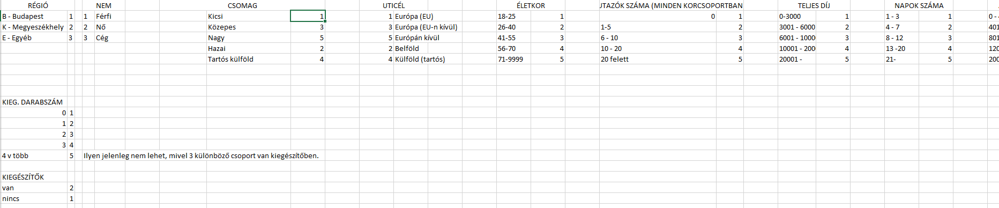 RÉGIÓ NEM CSOMAG UTICÉL ÉLETKOR JTAZÓK SZÁMA (MINDEN KORCSOPORTBAN TELJES DÍJ NAPOK SZÁMA
B - Budapest 1 1 Férfi Kicsi 1 1 Európa (EU) 18-25 1 0 1 0-3000 1 1 - 3 1 0 -
K - Megyeszékhely 2 2 Nő Közepes 3 3 Európa (EU-n kívül) 26-40 2 1-5 2 3001 - 6000 2 4 - 7 2 401
E - Egyéb 3 3 Cég Nagy 5 5 Európán kívül 41-55 3 6 - 10 3 6001 - 1000 3 8 - 12 3 801
Hazai 2 2 Belföld 56-70 4 10 - 20 4 10001 - 200 4 13 -20 4 120
Tartós külföld 4 4 Külföld (tartós) 71-9999 5 20 felett 5 20001 - 5 21- 5 200
KIEG. DARABSZÁM
0 1
1 2
2 3
3 4
4 v több 5 Ilyen jelenleg nem lehet, mivel 3 különböző csoport van kiegészítőben.
KIEGÉSZÍTŐK
van 2
nincs 1